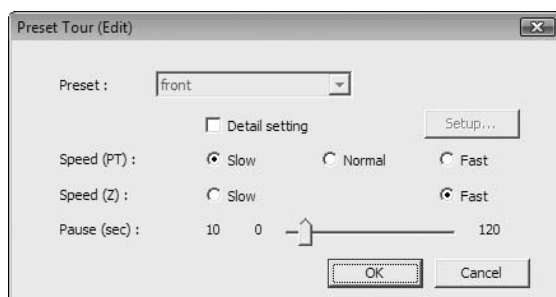 Preset Tour (Edit)
Preset : front
Detail setting Setup...
Speed (PT) : Slow Normal Fast
Speed (Z) : Slow Fast
Pause (sec) : 10 0 120
OK Cancel